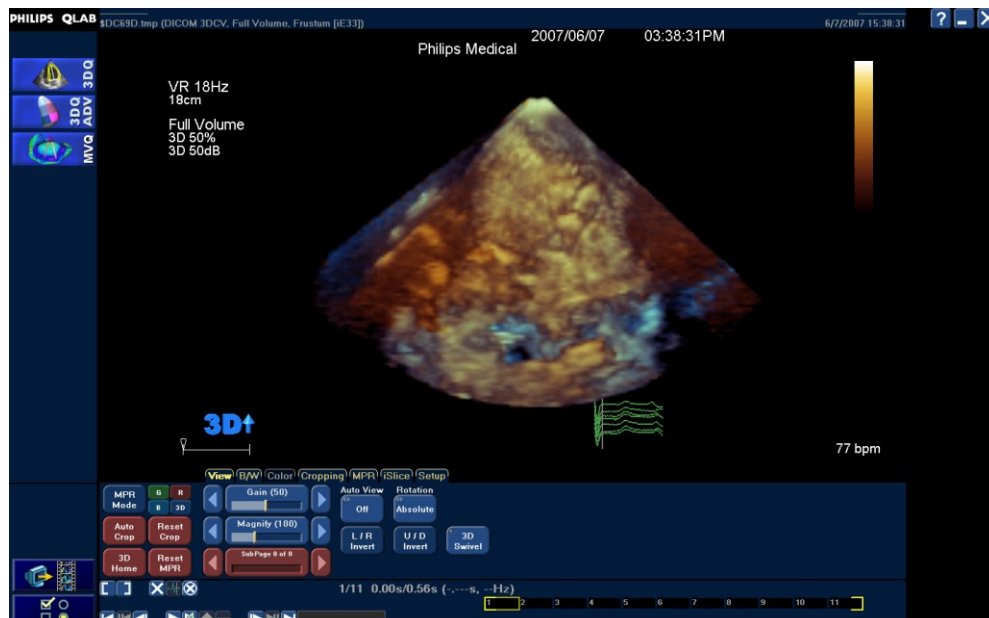 PHILIPS QLAB
$DC69D.tmp (DICOM 3DCV, Full Volume, Frustum [iE33])
6/7/2007 15:38:31
?
Philips Medical
2007/06/07 03:38:31PM
3DQ
3DQ ADV
MVQ
VR 18Hz
18cm
Full Volume
3D 50%
3D 50dB
3D
V
77 bpm
View B/W Color Cropping MPR iSlice Setup
MPR Mode
G R
B 3D
Gain (50)
Auto View
Off
Rotation
Absolute
Auto Crop
Reset Crop
Magnify (100)
L / R Invert
U / D Invert
3D Swivel
3D Home
Reset MPR
SubPage 0 of 0
1/11 0.00s/0.56s (-.---s, --Hz)
1 2 3 4 5 6 7 8 9 10 11